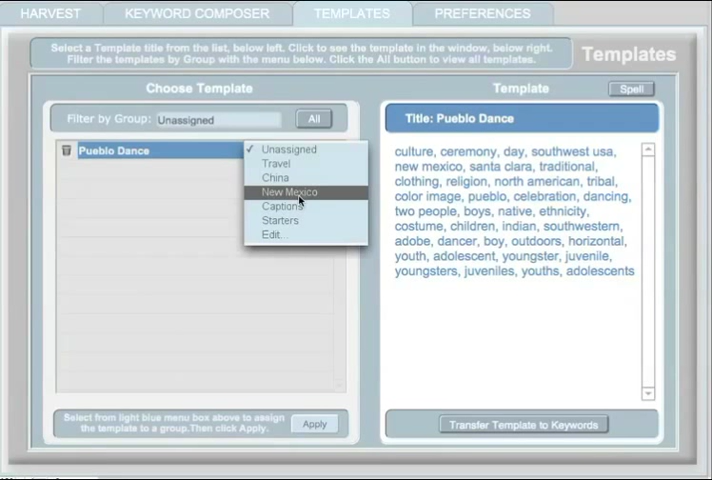 HARVEST
KEYWORD COMPOSER
TEMPLATES
PREFERENCES
Select a Template title from the list, below left. Click to see the template in the window, below right.
Filter the templates by Group with the menu below. Click the All button to view all templates.
Templates
Choose Template
Filter by Group:
Unassigned
All
Pueblo Dance
✓ Unassigned
Travel
China
New Mexico
Captions
Starters
Edit...
Select from light blue menu box above to assign
the template to a group.Then click Apply.
Apply
Template
Spell
Title: Pueblo Dance
culture, ceremony, day, southwest usa,
new mexico, santa clara, traditional,
clothing, religion, north american, tribal,
color image, pueblo, celebration, dancing,
two people, boys, native, ethnicity,
costume, children, indian, southwestern,
adobe, dancer, boy, outdoors, horizontal,
youth, adolescent, youngster, juvenile,
youngsters, juveniles, youths, adolescents
Transfer Template to Keywords